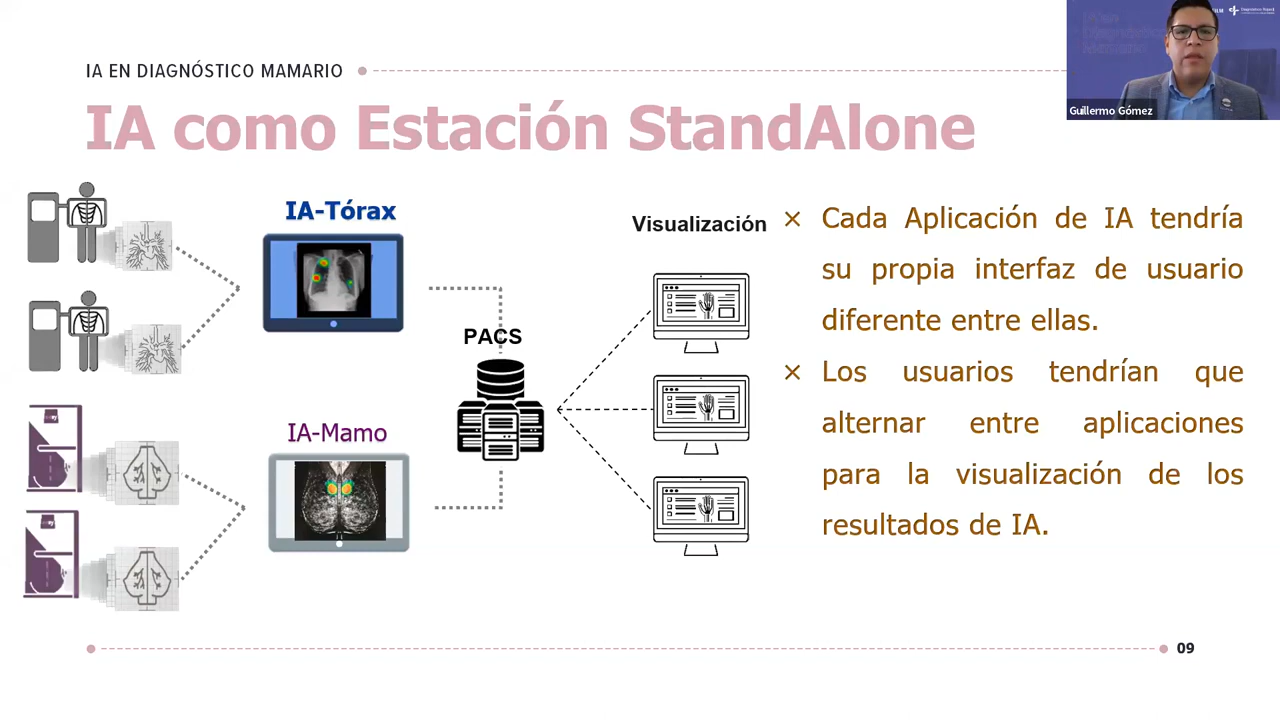 IA EN DIAGNÓSTICO MAMARIO
IA como Estación StandAlone
Guillermo Gómez
IA-Tórax
PACS
IA-Mamo
Visualización
× Cada Aplicación de IA tendría
su propia interfaz de usuario
diferente entre ellas.
× Los usuarios tendrían que
alternar entre aplicaciones
para la visualización de los
resultados de IA.
09